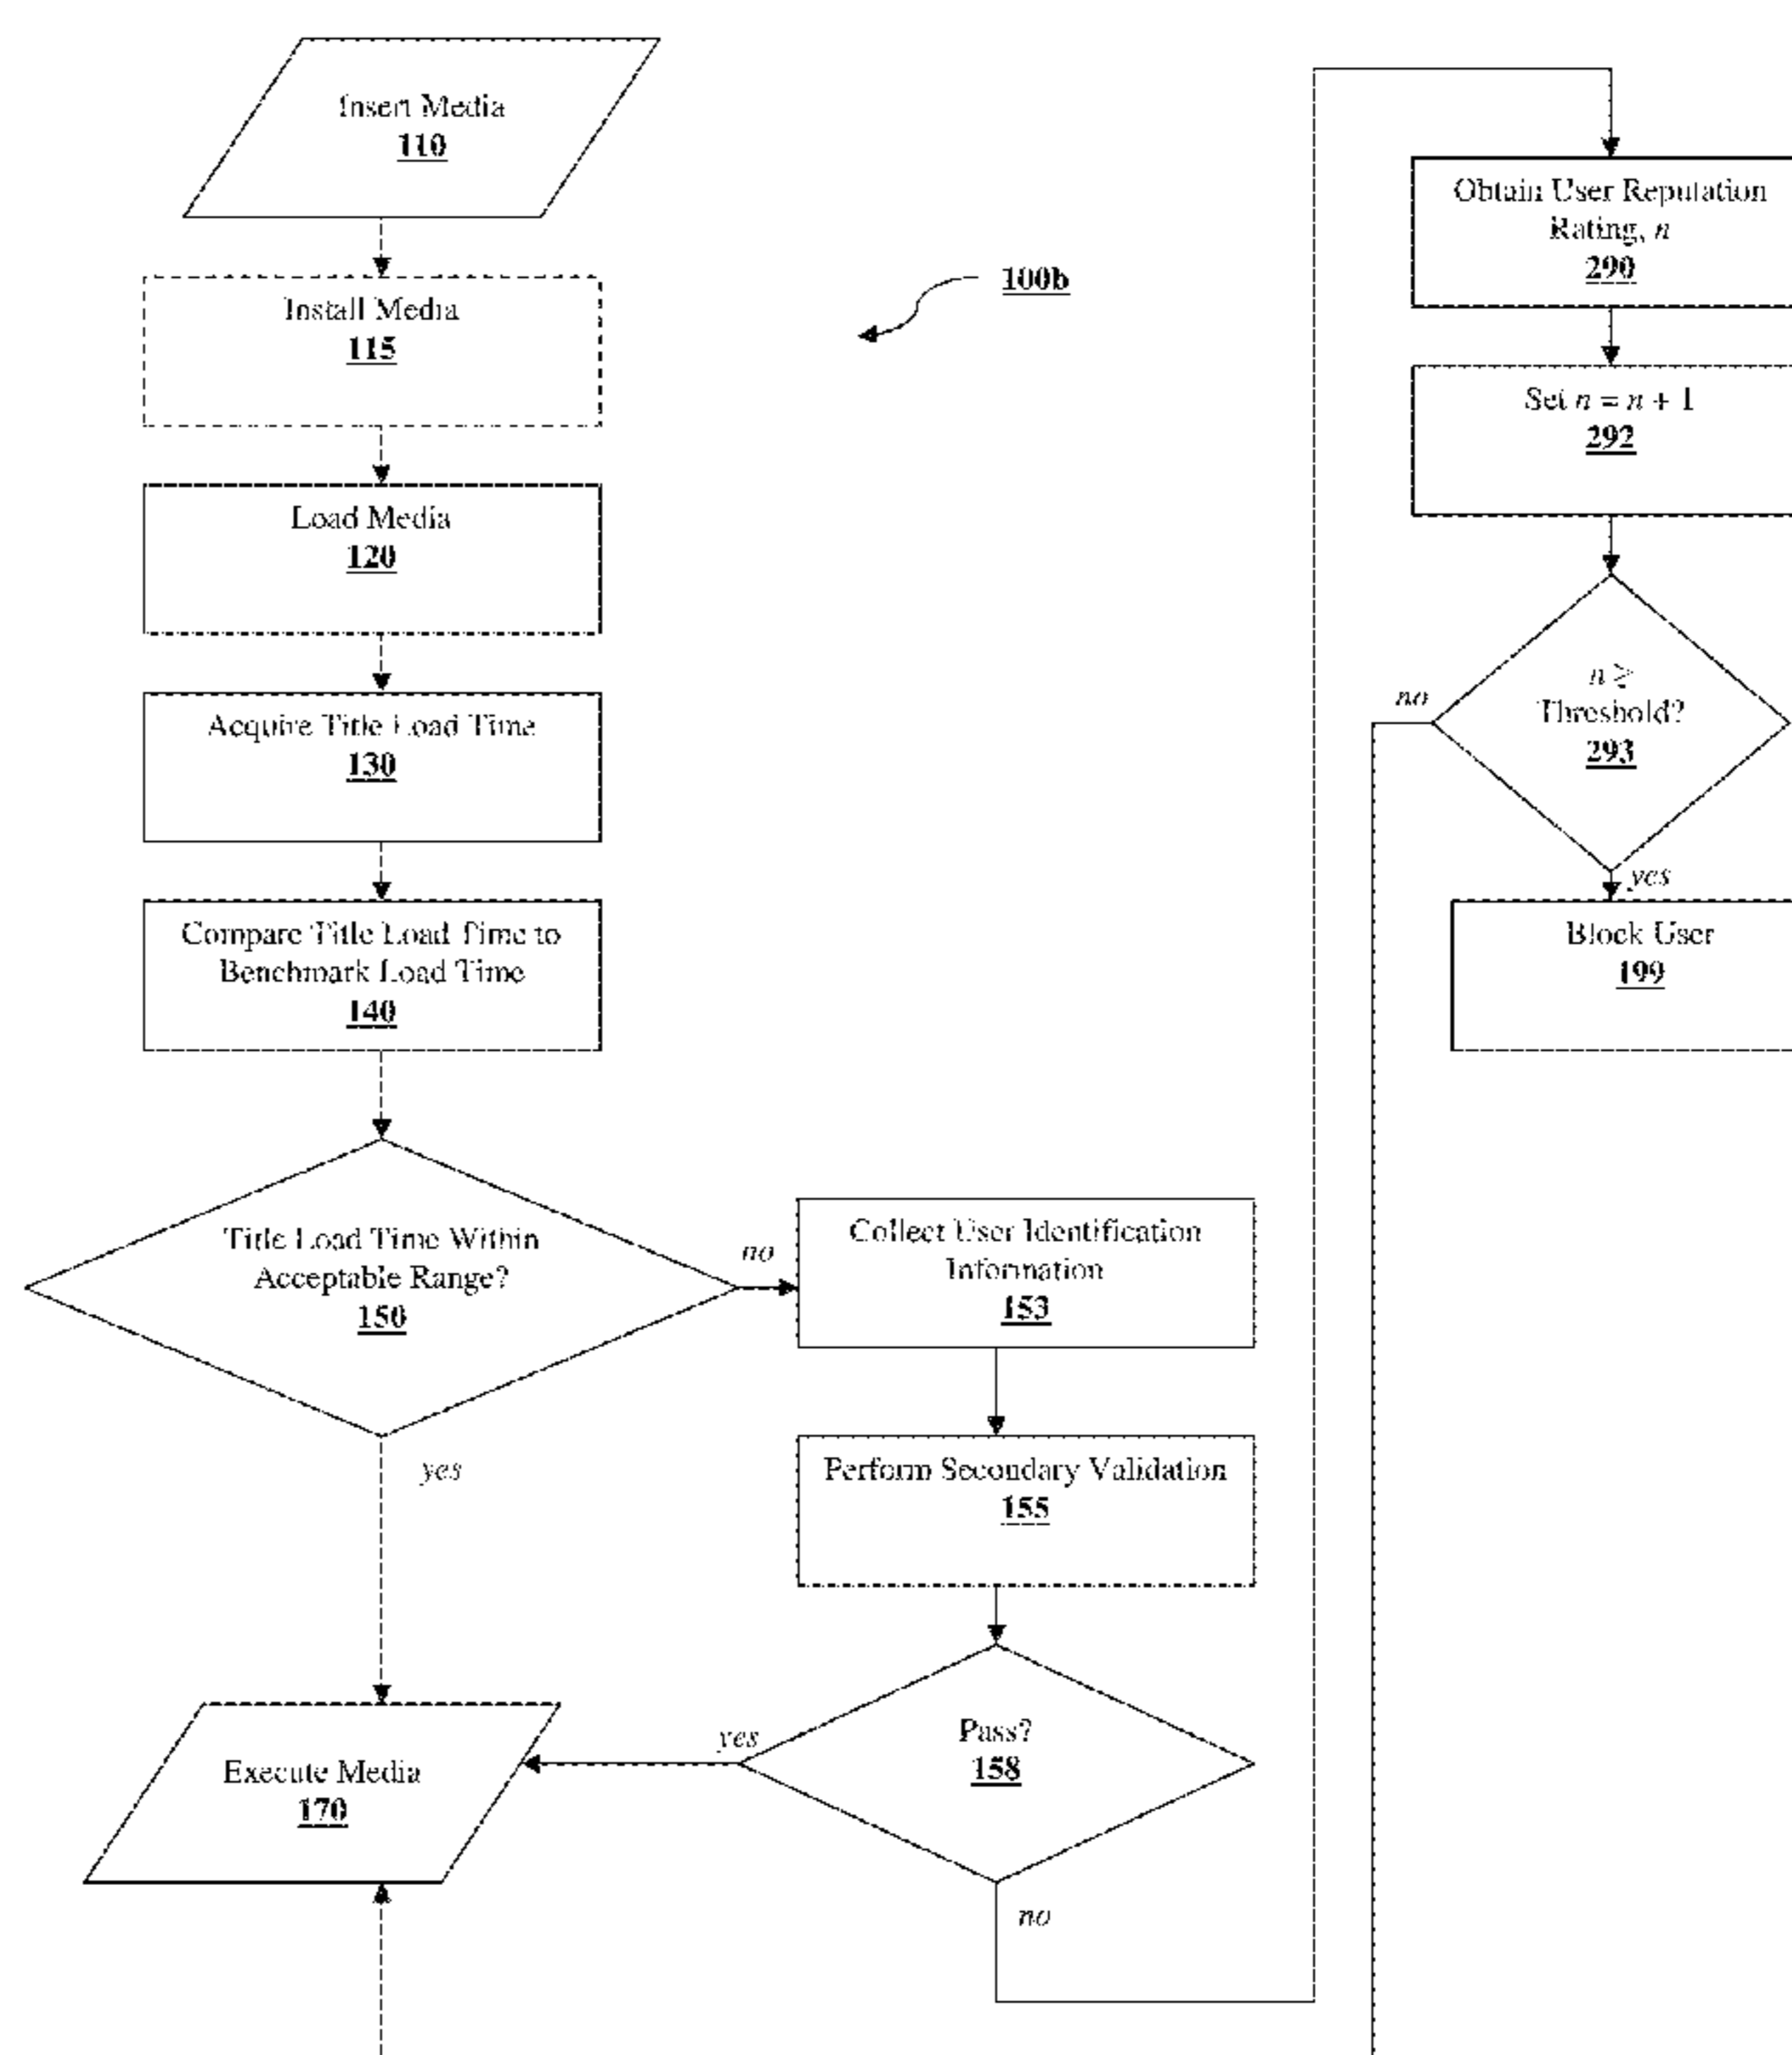 Insert Media
110
Install Media
115
100b
Load Media
120
Acquire Title Load Time
130
Compare Title Load Time to
Benchmark Load Time
140
Title Load Time Within
Acceptable Range?
150
no
yes
Collect User Identification
Information
153
Perform Secondary Validation
155
Pass?
158
yes
no
Execute Media
170
Obtain User Reputation
Rating, n
290
Set n = n + 1
292
n ≥
Threshold?
293
no
yes
Block User
199